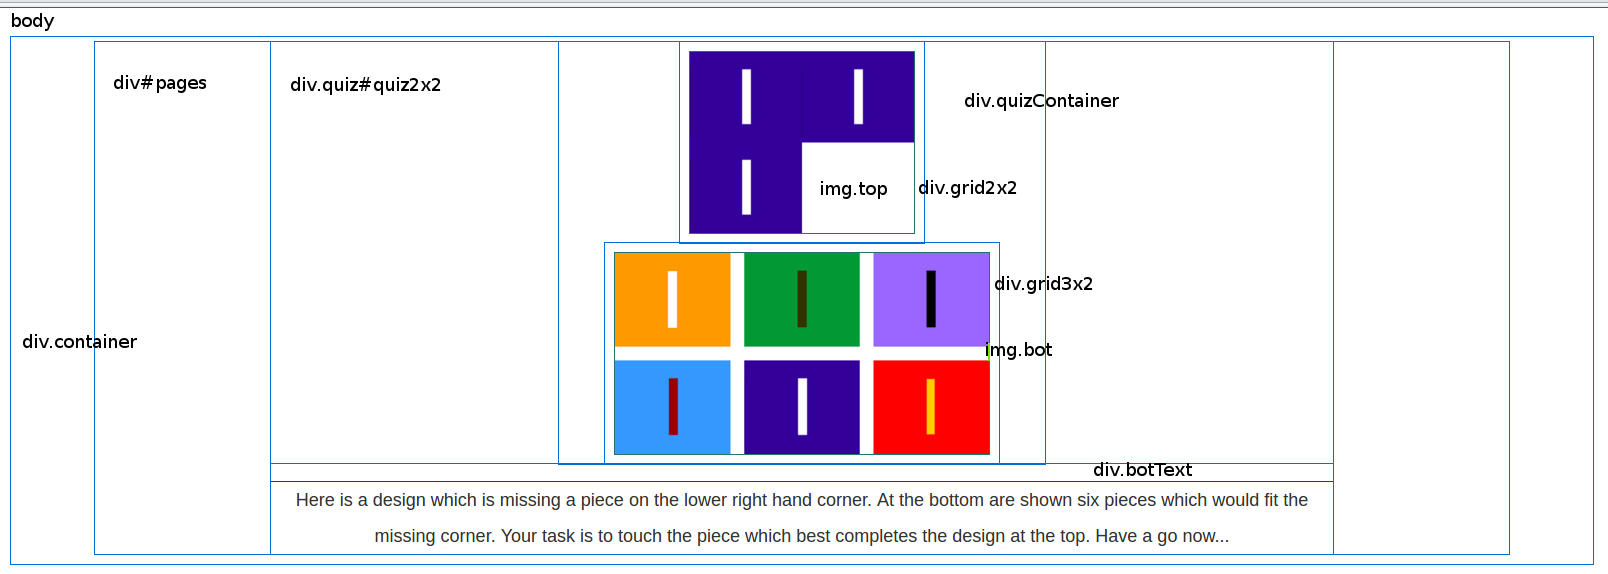 body
div#pages
div.quiz#quiz2x2
div.quizContainer
img.top
div.grid2x2
div.grid3x2
div.container
img.bot
div.botText
Here is a design which is missing a piece on the lower right hand corner. At the bottom are shown six pieces which would fit the
missing corner. Your task is to touch the piece which best completes the design at the top. Have a go now...